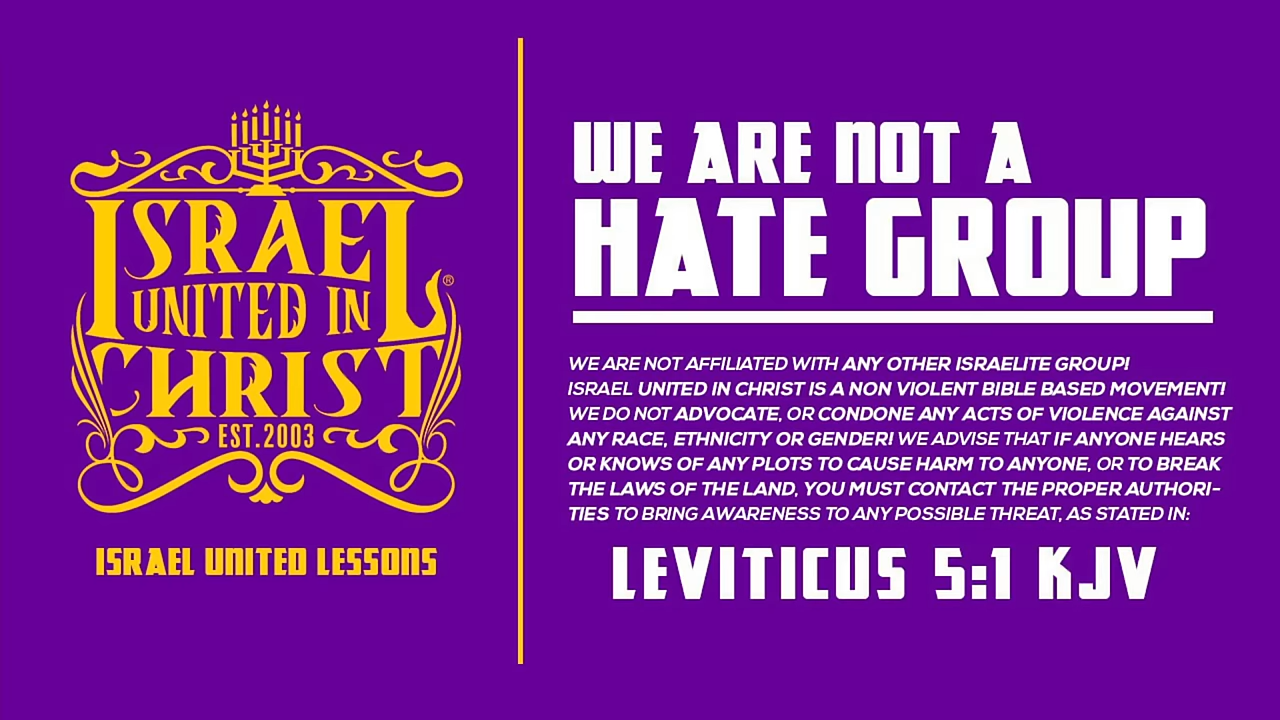 ISRAEL
UNITED IN
CHRIST
®
EST.2003
ISRAEL UNITED LESSONS
WE ARE NOT A
HATE GROUP
WE ARE NOT AFFILIATED WITH ANY OTHER ISRAELITE GROUP!
ISRAEL UNITED IN CHRIST IS A NON VIOLENT BIBLE BASED MOVEMENT!
WE DO NOT ADVOCATE, OR CONDONE ANY ACTS OF VIOLENCE AGAINST
ANY RACE, ETHNICITY OR GENDER! WE ADVISE THAT IF ANYONE HEARS
OR KNOWS OF ANY PLOTS TO CAUSE HARM TO ANYONE, OR TO BREAK
THE LAWS OF THE LAND, YOU MUST CONTACT THE PROPER AUTHORI-
TIES TO BRING AWARENESS TO ANY POSSIBLE THREAT, AS STATED IN:
LEVITICUS 5:1 KJV